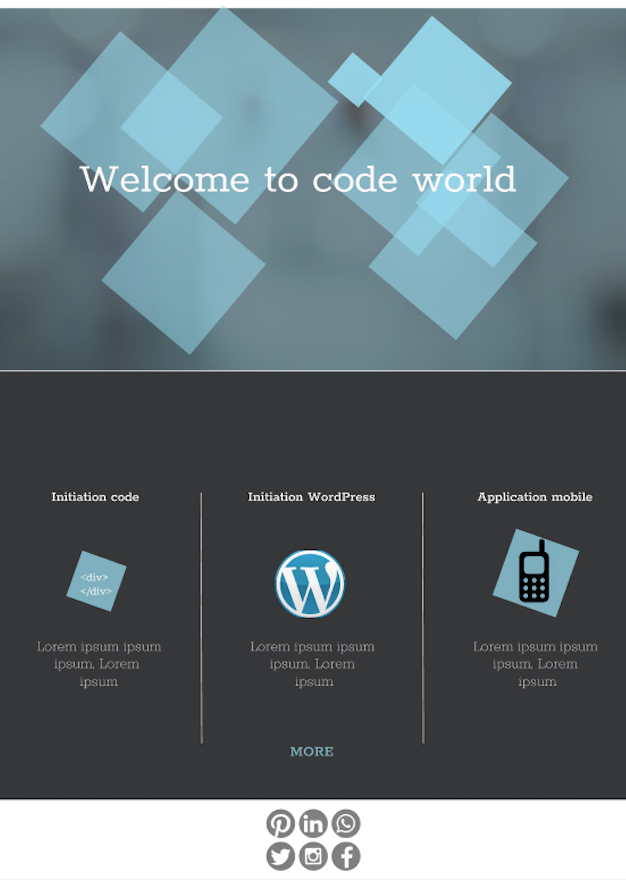 Welcome to code world
Initiation code
Initiation WordPress
Application mobile
<div>
</div>
Lorem ipsum ipsum
ipsum, Lorem
ipsum
Lorem ipsum ipsum
ipsum, Lorem
ipsum
Lorem ipsum ipsum
ipsum, Lorem
ipsum
MORE